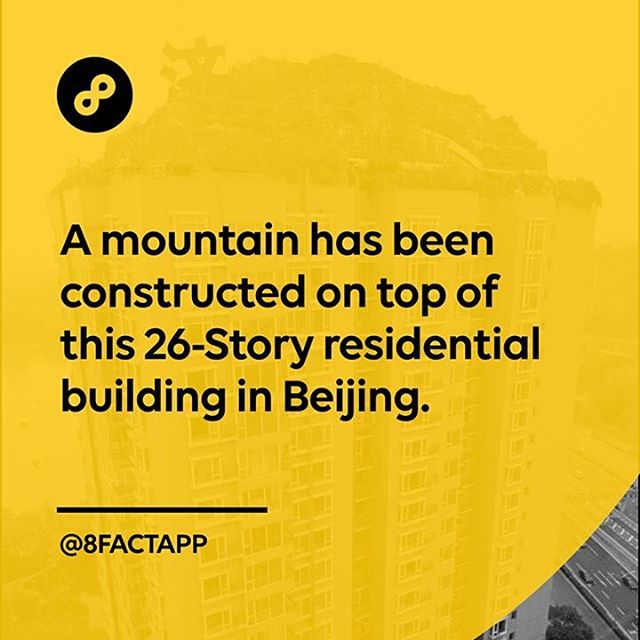 A mountain has been
constructed on top of
this 26-Story residential
building in Beijing.
@8FACTAPP